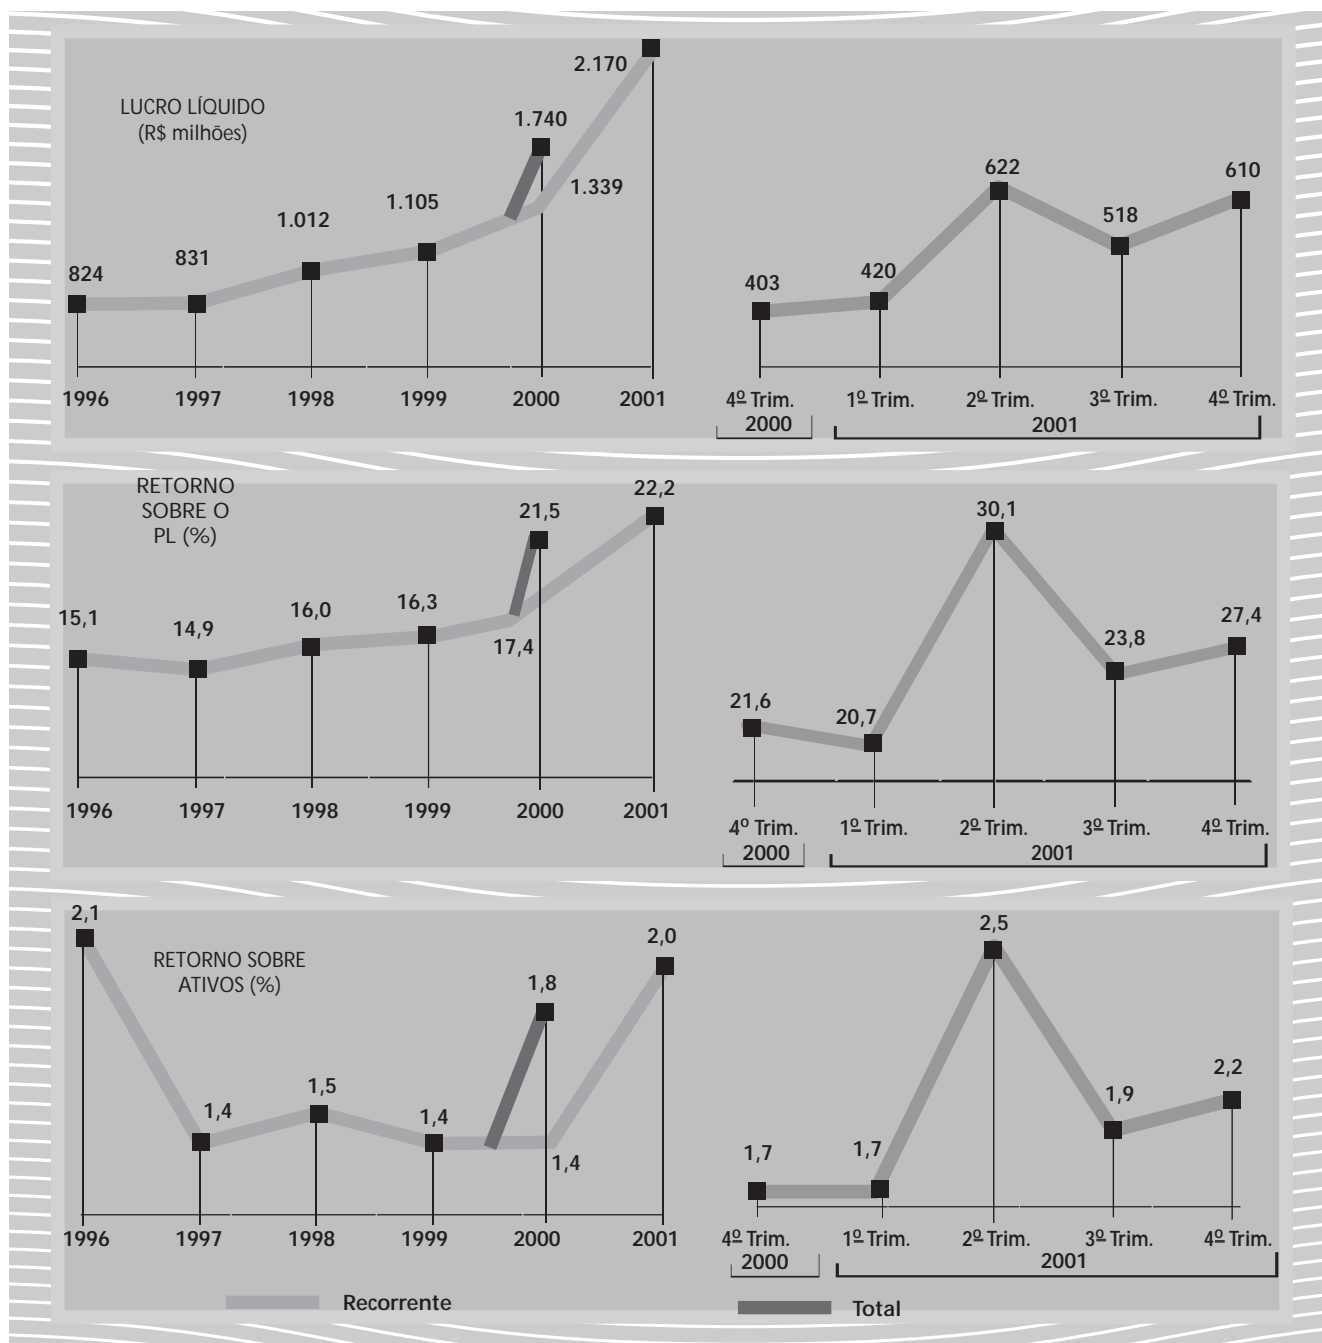 LUCRO LÍQUIDO
(R$ milhões)
824
831
1.012
1.105
1.740
1.339
2.170
1996 1997 1998 1999 2000 2001
403
420
622
518
610
4º Trim. 1º Trim. 2º Trim. 3º Trim. 4º Trim.
2000 2001
RETORNO
SOBRE O
PL (%)
15,1
14,9
16,0
16,3
21,5
17,4
22,2
1996 1997 1998 1999 2000 2001
21,6
20,7
30,1
23,8
27,4
4º Trim. 1º Trim. 2º Trim. 3º Trim. 4º Trim.
2000 2001
RETORNO SOBRE
ATIVOS (%)
2,1
1,4
1,5
1,4
1,8
1,4
2,0
1996 1997 1998 1999 2000 2001
1,7
1,7
2,5
1,9
2,2
4º Trim. 1º Trim. 2º Trim. 3º Trim. 4º Trim.
2000 2001
Recorrente Total